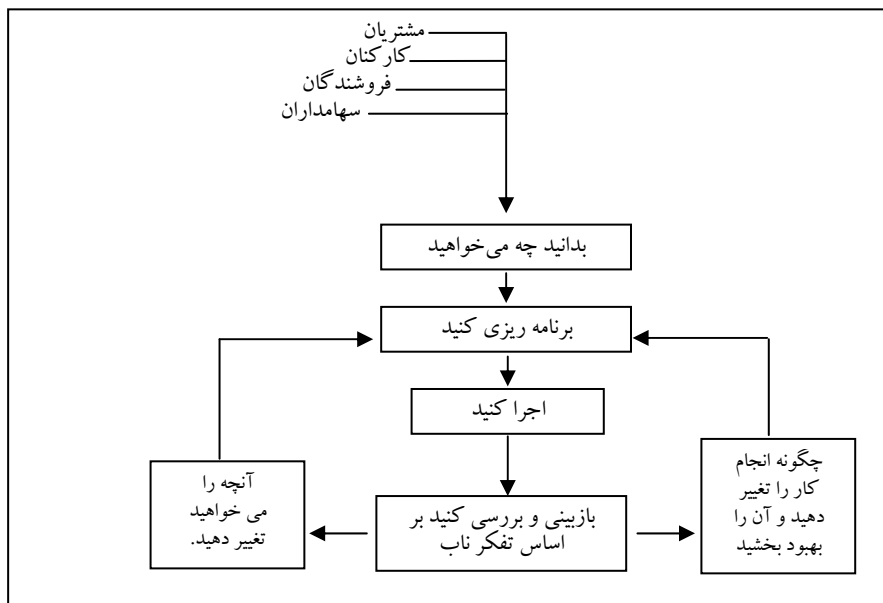 مشتریان
کارکنان
فروشندگان
سهامداران
بدانید چه می‌خواهید
برنامه ریزی کنید
اجرا کنید
چگونه انجام
کار را تغییر
دهید و آن را
بهبود بخشید
بازبینی و بررسی کنید بر
اساس تفکر ناب
آنچه را
می خواهید
تغییر دهید.